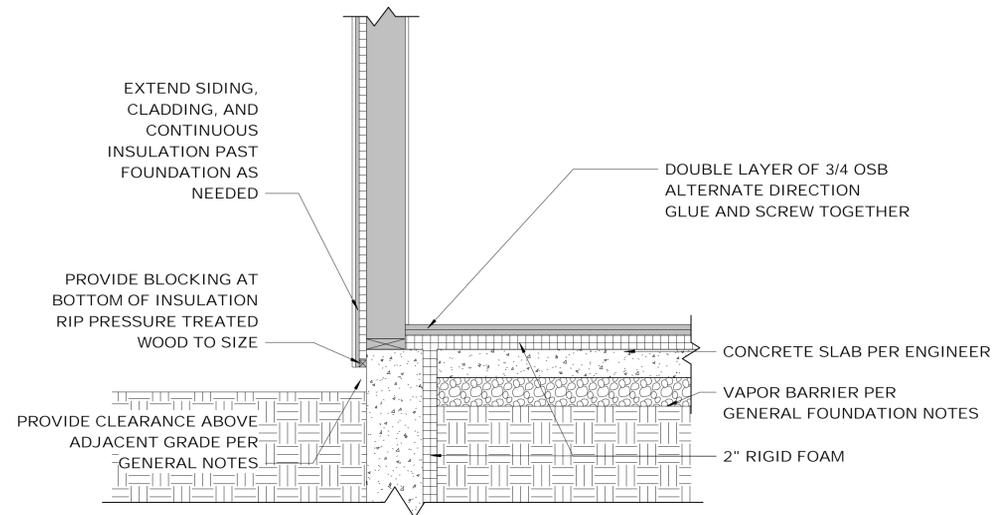 EXTEND SIDING,
CLADDING, AND
CONTINUOUS
INSULATION PAST
FOUNDATION AS
NEEDED
PROVIDE BLOCKING AT
BOTTOM OF INSULATION
RIP PRESSURE TREATED
WOOD TO SIZE
PROVIDE CLEARANCE ABOVE
ADJACENT GRADE PER
GENERAL NOTES
DOUBLE LAYER OF 3/4 OSB
ALTERNATE DIRECTION
GLUE AND SCREW TOGETHER
CONCRETE SLAB PER ENGINEER
VAPOR BARRIER PER
GENERAL FOUNDATION NOTES
2" RIGID FOAM